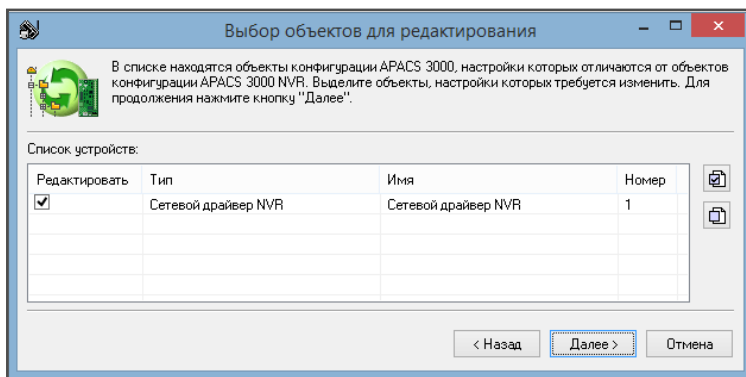 Выбор объектов для редактирования
В списке находятся объекты конфигурации APACS 3000, настройки которых отличаются от объектов
конфигурации APACS 3000 NVR. Выделите объекты, настройки которых требуется изменить. Для
продолжения нажмите кнопку "Далее".
Список устройств:
Редактировать Тип Имя Номер
Сетевой драйвер NVR Сетевой драйвер NVR 1
< Назад Далее > Отмена